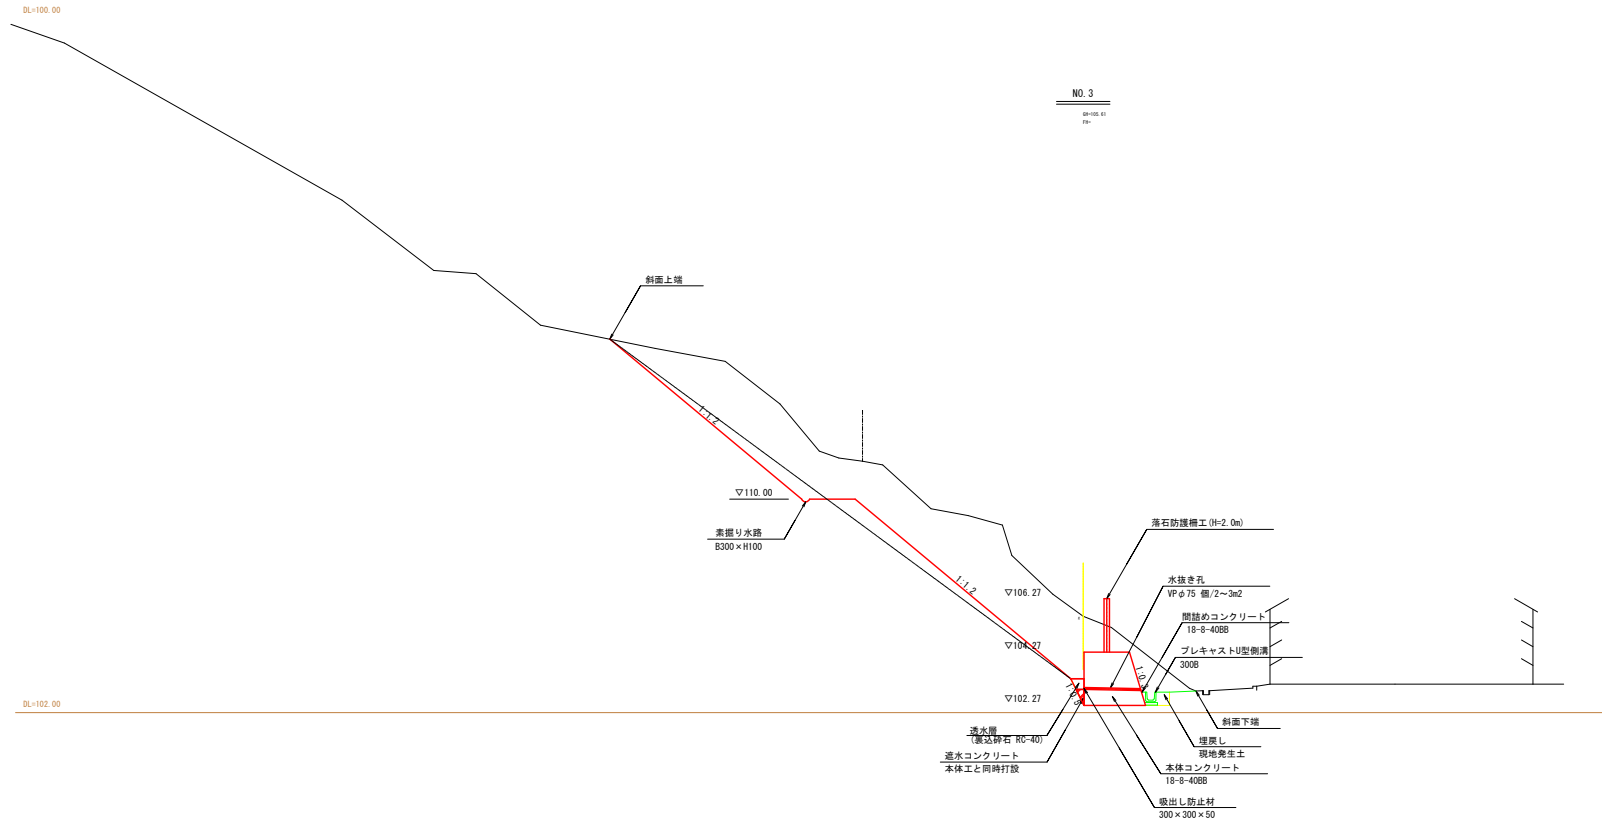 DL=100.00
NO.3
GH=105.61
FH=
斜面上端
1:1.2
▽110.00
素掘り水路
B300×H100
落石防護柵工(H=2.0m)
1:1.2
水抜き孔
VPφ75 個/2～3m2
▽106.27
間詰めコンクリート
18-8-40BB
▽104.27
プレキャストU型側溝
300B
▽102.27
DL=102.00
斜面下端
透水層
(裏込砕石 RC-40)
埋戻し
現地発生土
遮水コンクリート
本体工と同時打設
本体コンクリート
18-8-40BB
吸出し防止材
300×300×50